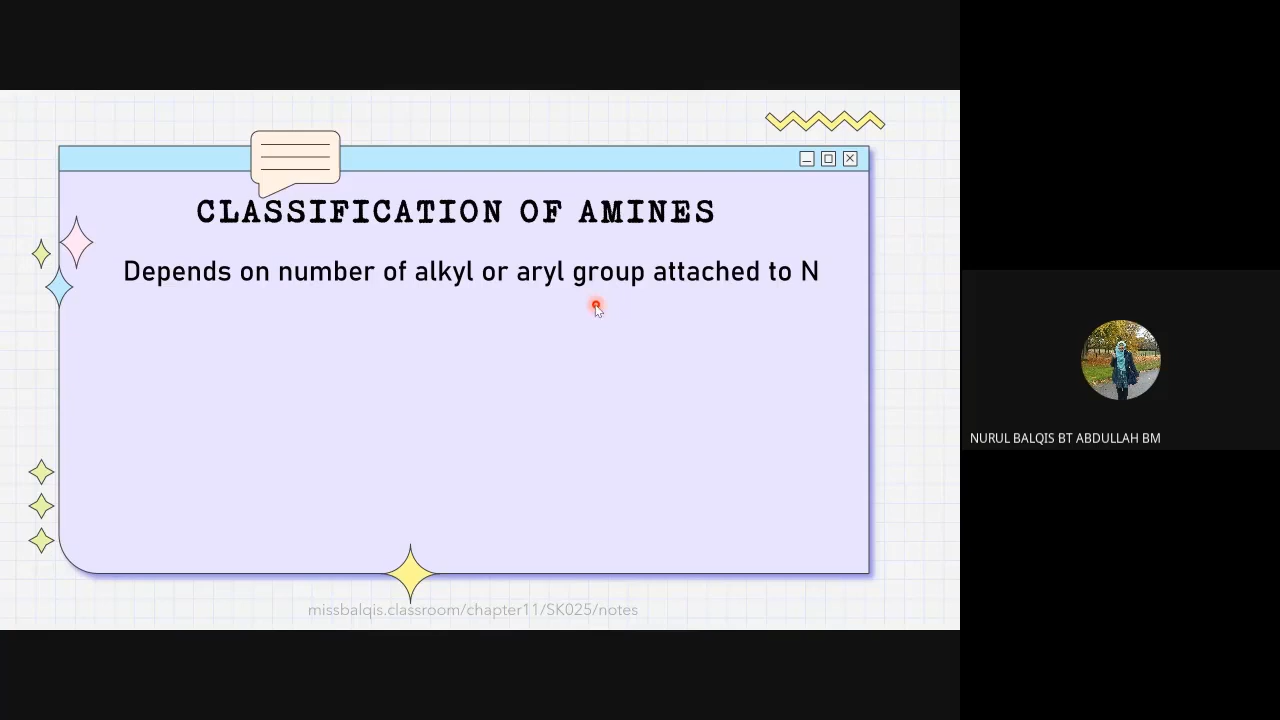 CLASSIFICATION OF AMINES
Depends on number of alkyl or aryl group attached to N
missbalqis.classroom/chapter11/SK025/notes
NURUL BALQIS BT ABDULLAH BM